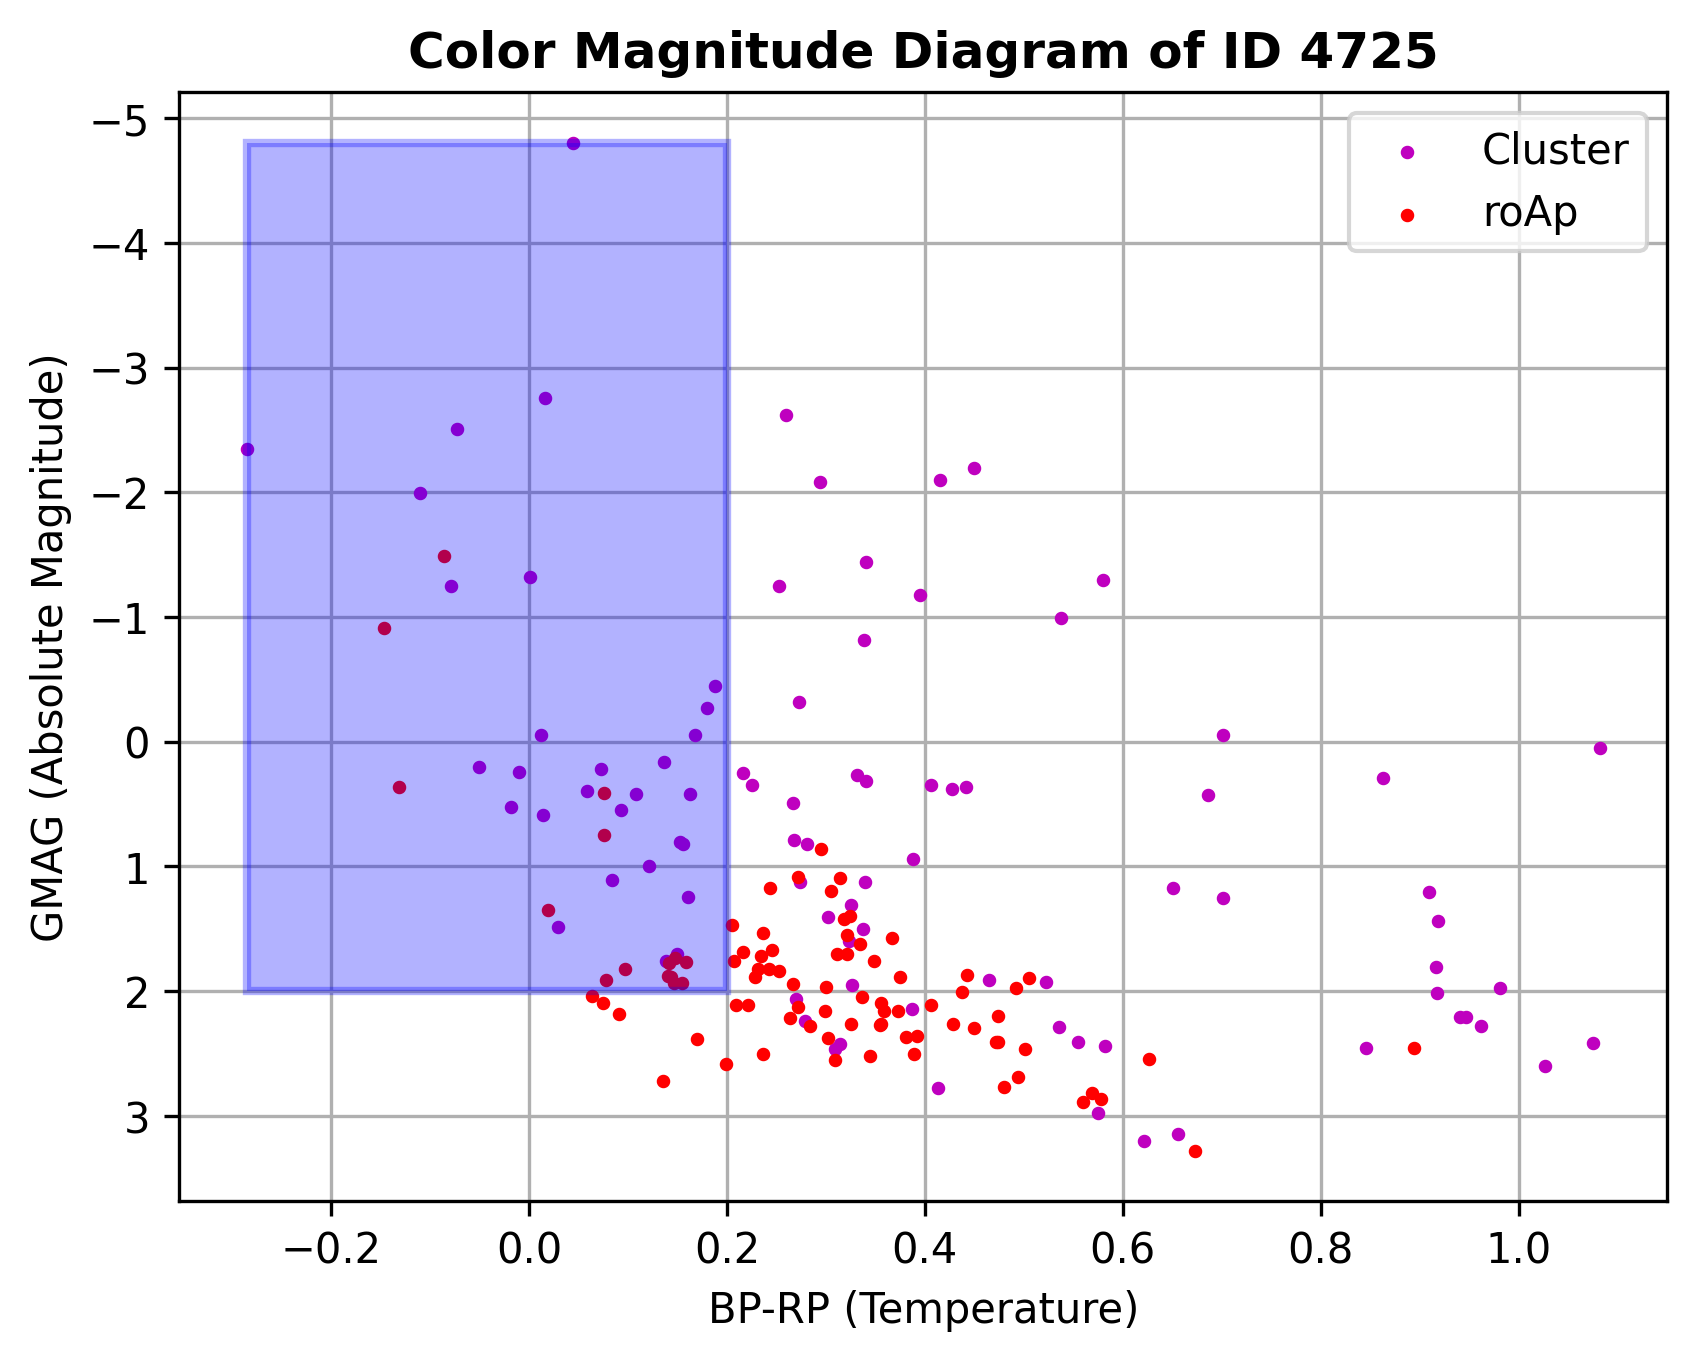 Color Magnitude Diagram of ID 4725
Cluster
roAp
GMAG (Absolute Magnitude)
−5
−4
−3
−2
−1
0
1
2
3
−0.2 0.0 0.2 0.4 0.6 0.8 1.0
BP-RP (Temperature)